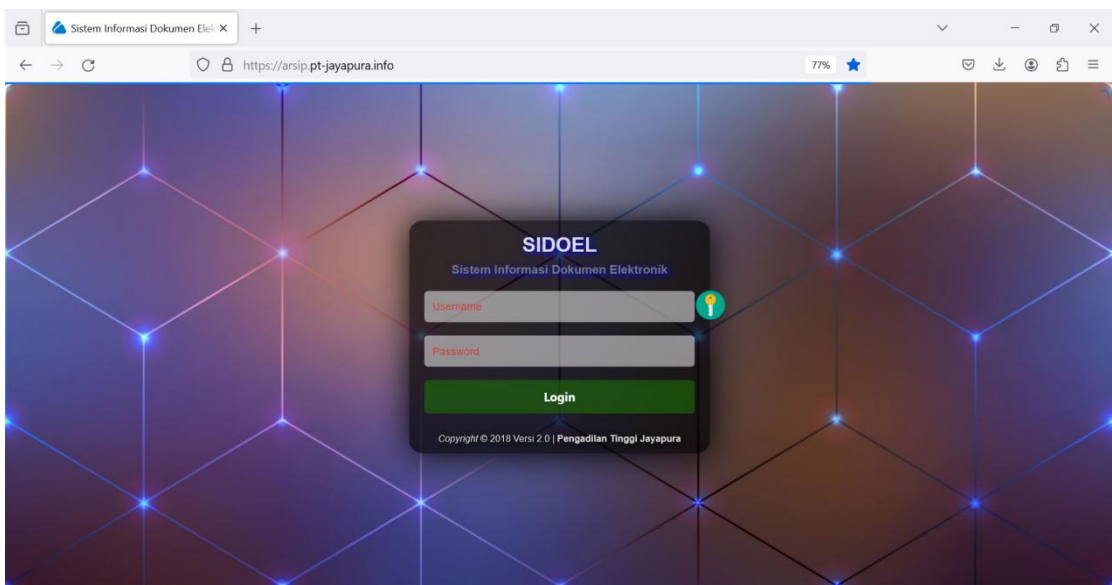 Sistem Informasi Dokumen Elek
https://arsip.pt-jayapura.info
77%
SIDOEL
Sistem Informasi Dokumen Elektronik
Username
Password
Login
Copyright © 2018 Versi 2.0 | Pengadilan Tinggi Jayapura